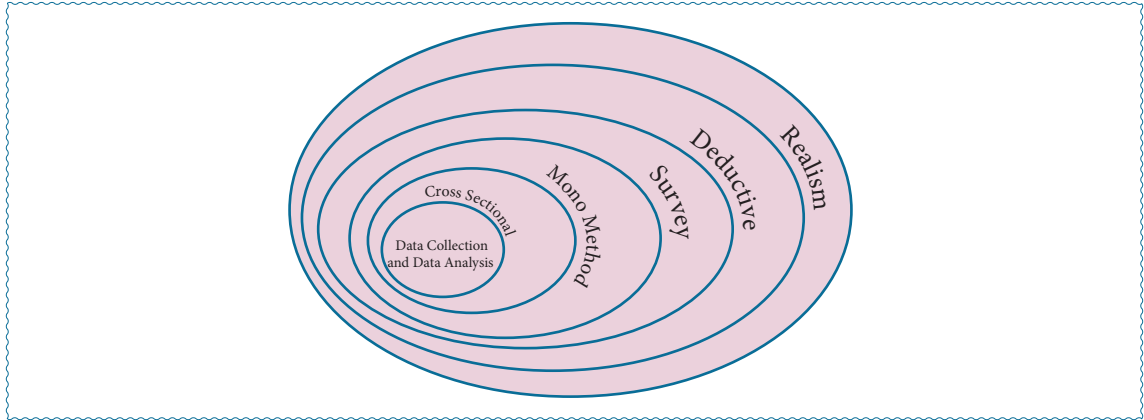 Realism
Deductive
Survey
Mono Method
Cross Sectional
Data Collection
and Data Analysis